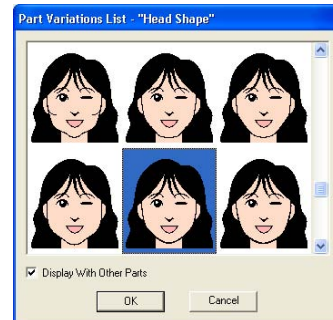 Part Variations List - "Head Shape"
Display With Other Parts
OK
Cancel